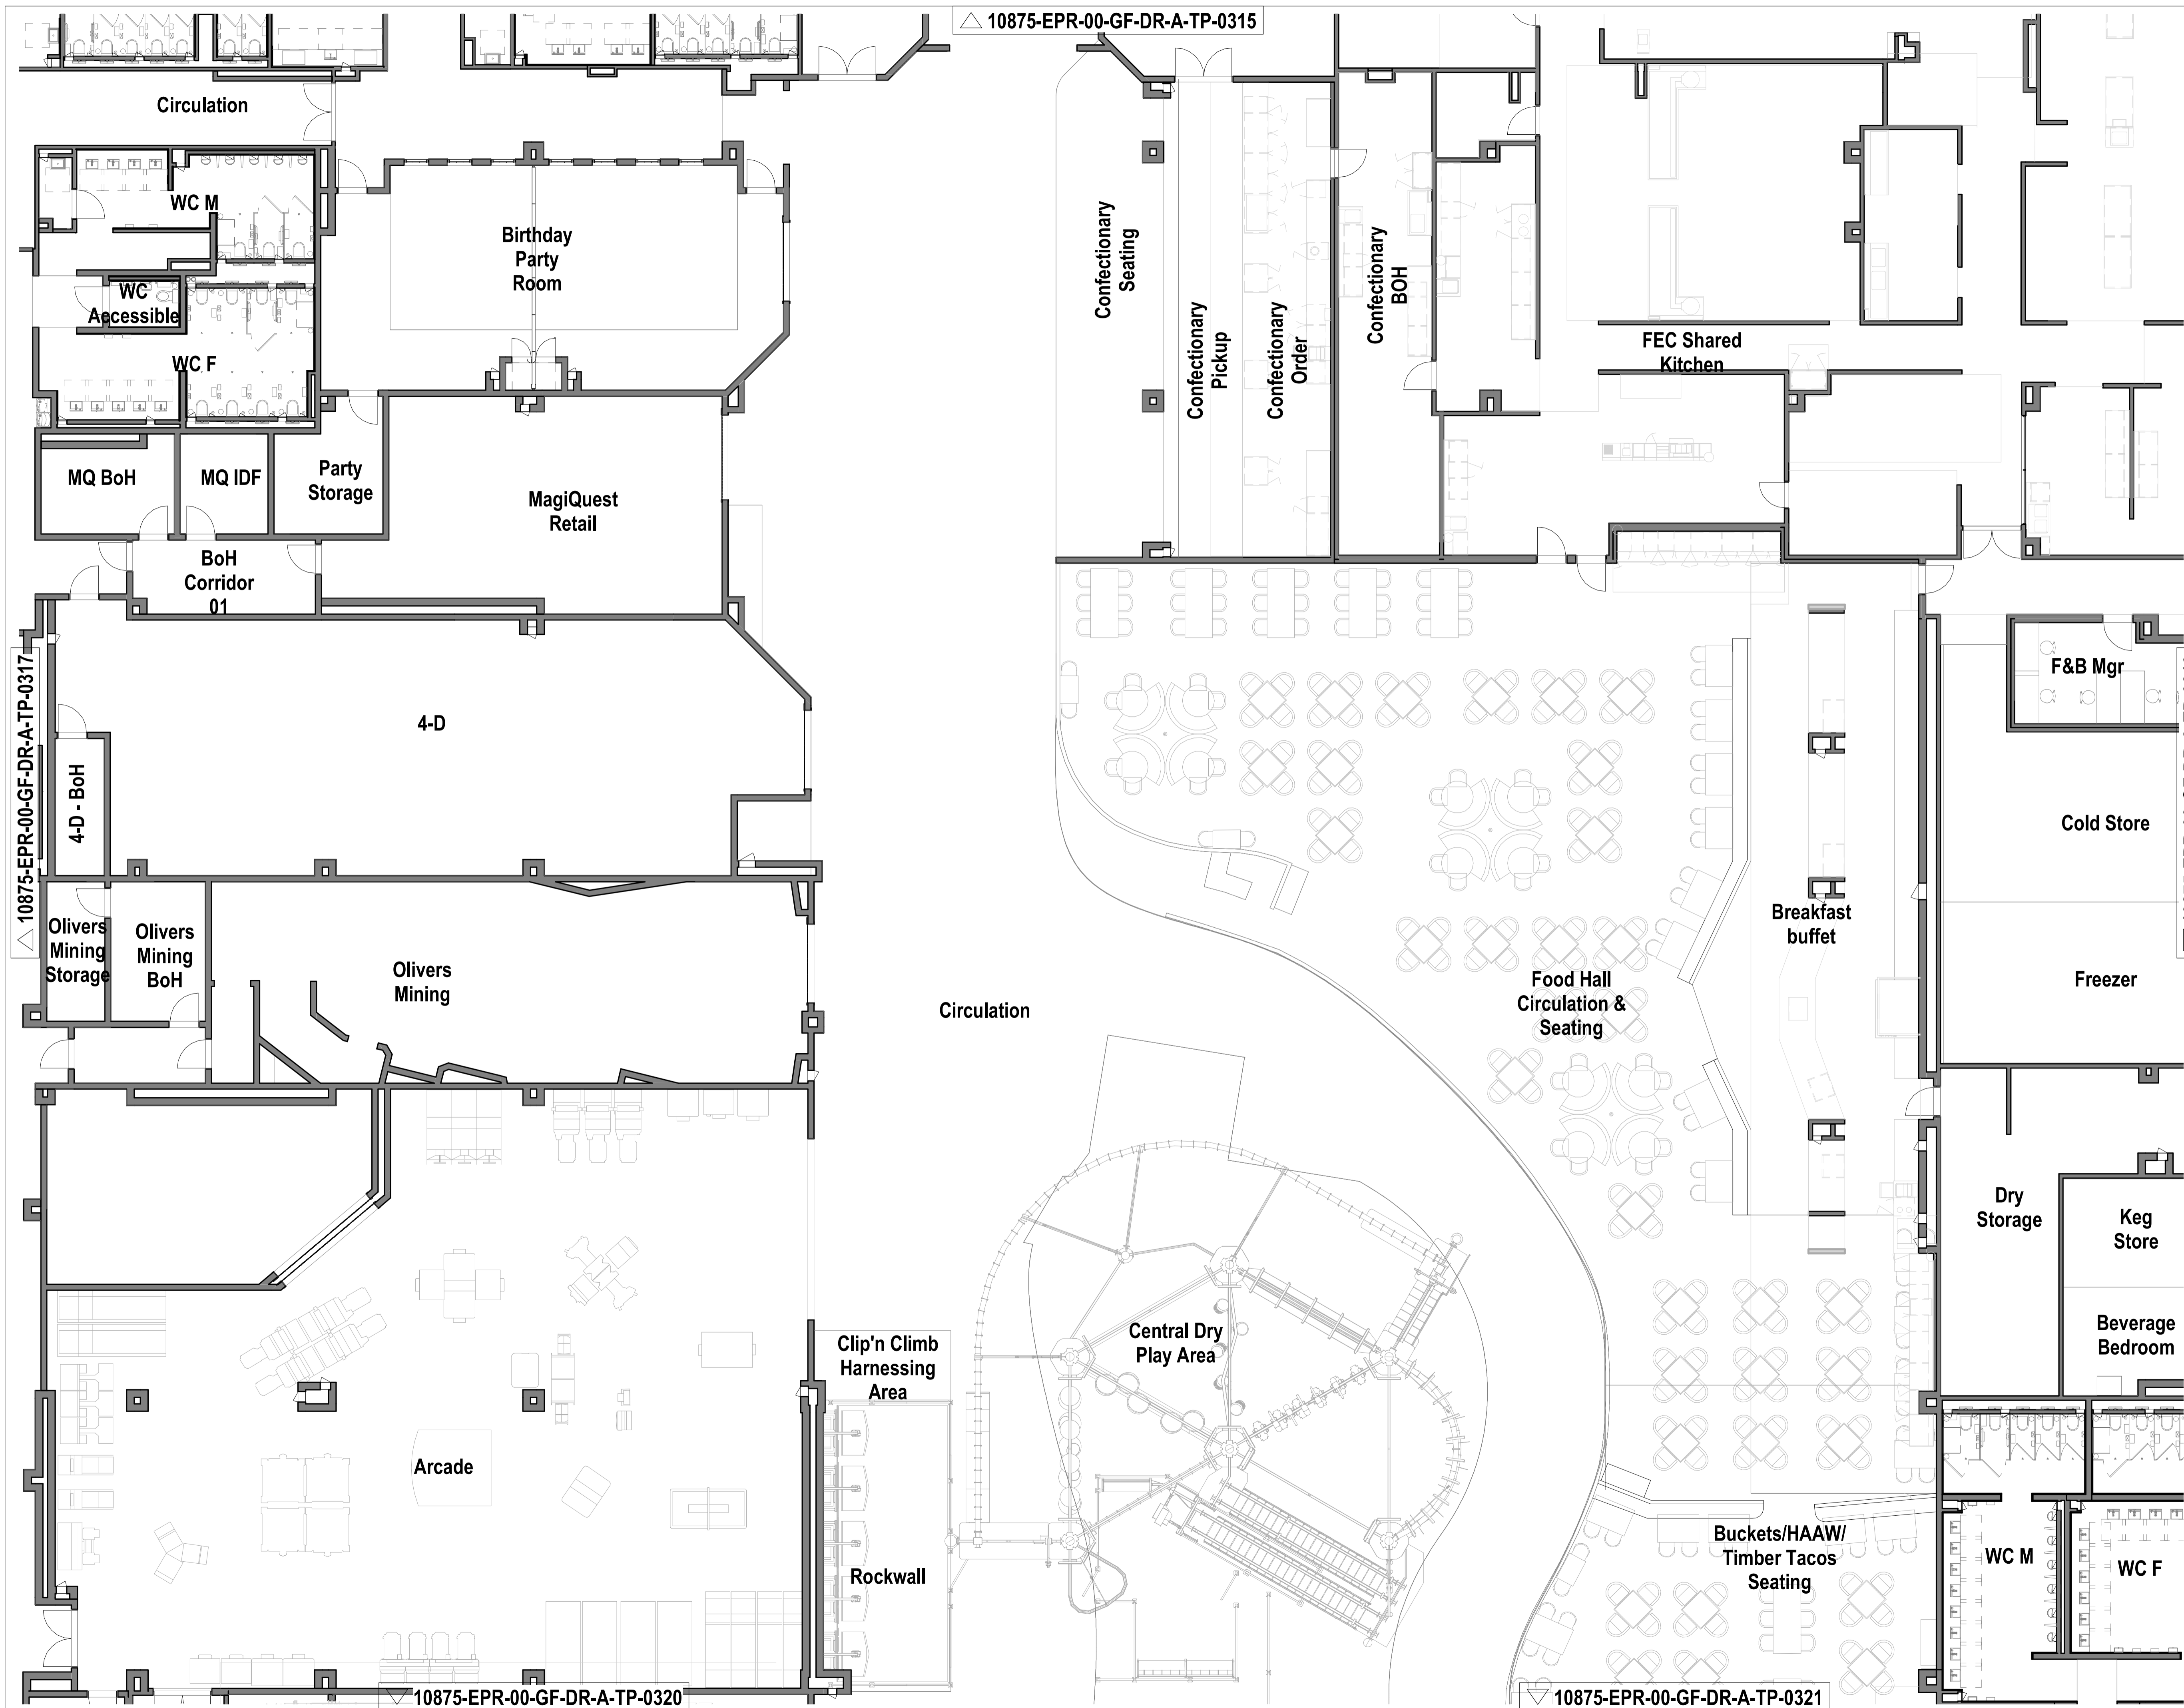 10875-EPR-00-GF-DR-A-TP-0315
Circulation
WC M
WC
Accessible
WC F
Birthday
Party
Room
Confectionary
Seating
Confectionary
Pickup
Confectionary
Order
Confectionary
BOH
FEC Shared
Kitchen
MQ BoH
MQ IDF
Party
Storage
MagiQuest
Retail
BoH
Corridor
01
10875-EPR-00-GF-DR-A-TP-0317
4-D
4-D - BoH
F&B Mgr
Cold Store
Breakfast
buffet
Freezer
Olivers
Mining
Storage
Olivers
Mining
BoH
Olivers
Mining
Circulation
Food Hall
Circulation &
Seating
Dry
Storage
Keg
Store
Beverage
Bedroom
Clip'n Climb
Harnessing
Area
Central Dry
Play Area
Arcade
Rockwall
Buckets/HAAW/
Timber Tacos
Seating
WC M
WC F
10875-EPR-00-GF-DR-A-TP-0320
10875-EPR-00-GF-DR-A-TP-0321